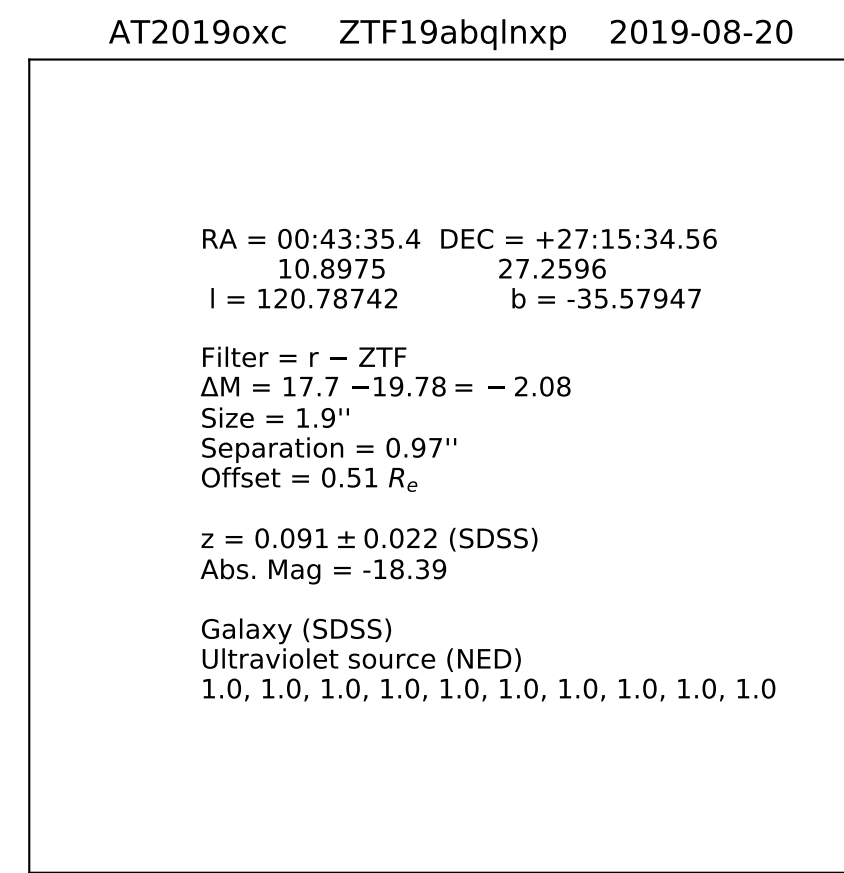 AT2019oxc ZTF19abqlnxp 2019-08-20
RA = 00:43:35.4 DEC = +27:15:34.56
10.8975 27.2596
l = 120.78742 b = -35.57947
Filter = r − ZTF
ΔM = 17.7 −19.78 = − 2.08
Size = 1.9''
Separation = 0.97''
Offset = 0.51 Rₑ
z = 0.091 ± 0.022 (SDSS)
Abs. Mag = -18.39
Galaxy (SDSS)
Ultraviolet source (NED)
1.0, 1.0, 1.0, 1.0, 1.0, 1.0, 1.0, 1.0, 1.0, 1.0